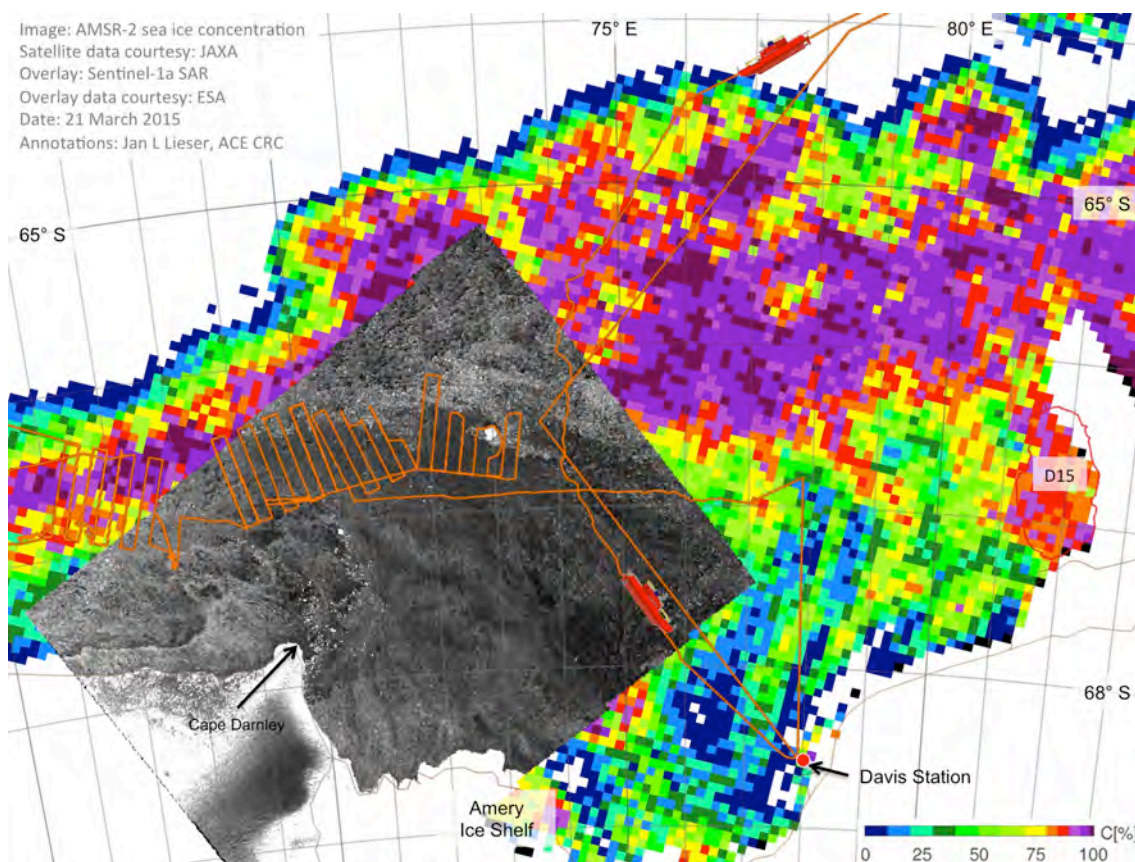 Image: AMSR-2 sea ice concentration
Satellite data courtesy: JAXA
Overlay: Sentinel-1a SAR
Overlay data courtesy: ESA
Date: 21 March 2015
Annotations: Jan L Lieser, ACE CRC
75° E
80° E
65° S
65° S
D15
Cape Darnley
68° S
Davis Station
Amery
Ice Shelf
C[%]
0 25 50 75 100